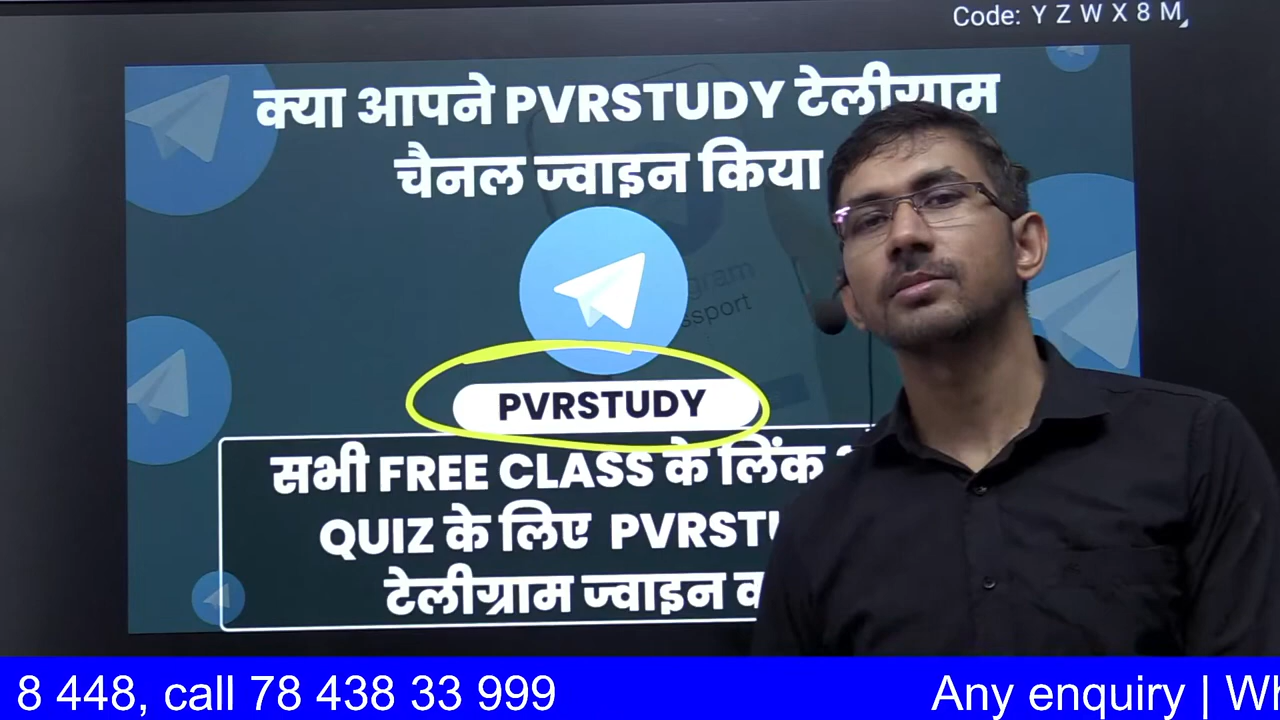 Code: Y Z W X 8 M
क्या आपने PVRSTUDY टेलीग्राम
चैनल ज्वाइन किया
gram
ssport
PVRSTUDY
सभी FREE CLASS के लिंक
QUIZ के लिए PVRSTU
टेलीग्राम ज्वाइन
8 448, call 78 438 33 999
Any enquiry | Wh